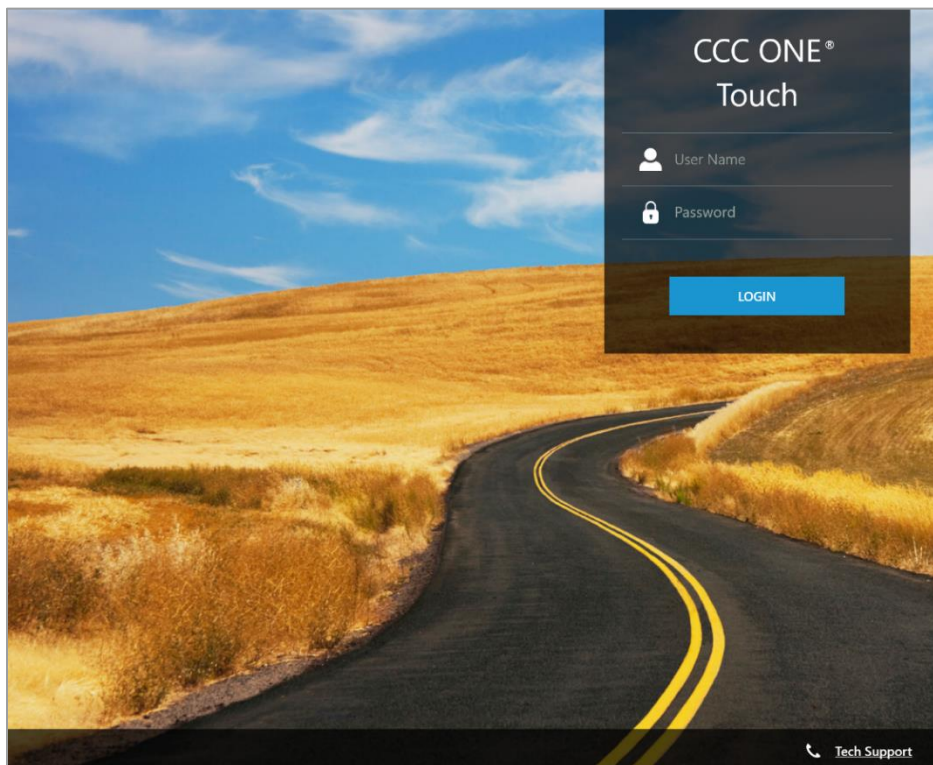 CCC ONE®
Touch
User Name
Password
LOGIN
Tech Support